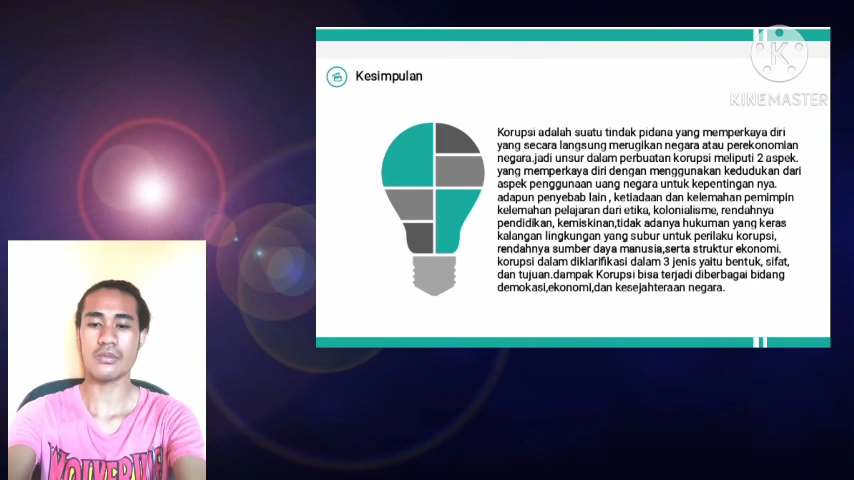 Kesimpulan
K
KINEMASTER
Korupsi adalah suatu tindak pidana yang memperkaya diri
yang secara langsung merugikan negara atau perekonomian
negara.jadi unsur dalam perbuatan korupsi meliputi 2 aspek.
yang memperkaya diri dengan menggunakan kedudukan dari
aspek penggunaan uang negara untuk kepentingan nya.
adapun penyebab lain , ketladaan dan kelemahan pemimpin
kelemahan pelajaran dari etika, kolonialisme, rendahnya
pendidikan, kemiskinan,tidak adanya hukuman yang keras
kalangan lingkungan yang subur untuk perilaku korupsi,
rendahnya sumber daya manusia,serta struktur ekonomi.
korupsi dalam diklarifikasi dalam 3 jenis yaitu bentuk, sifat,
dan tujuan.dampak Korupsi bisa terjadi diberbagai bidang
demokasi,ekonomi,dan kesejahteraan negara.
WOLVERINE